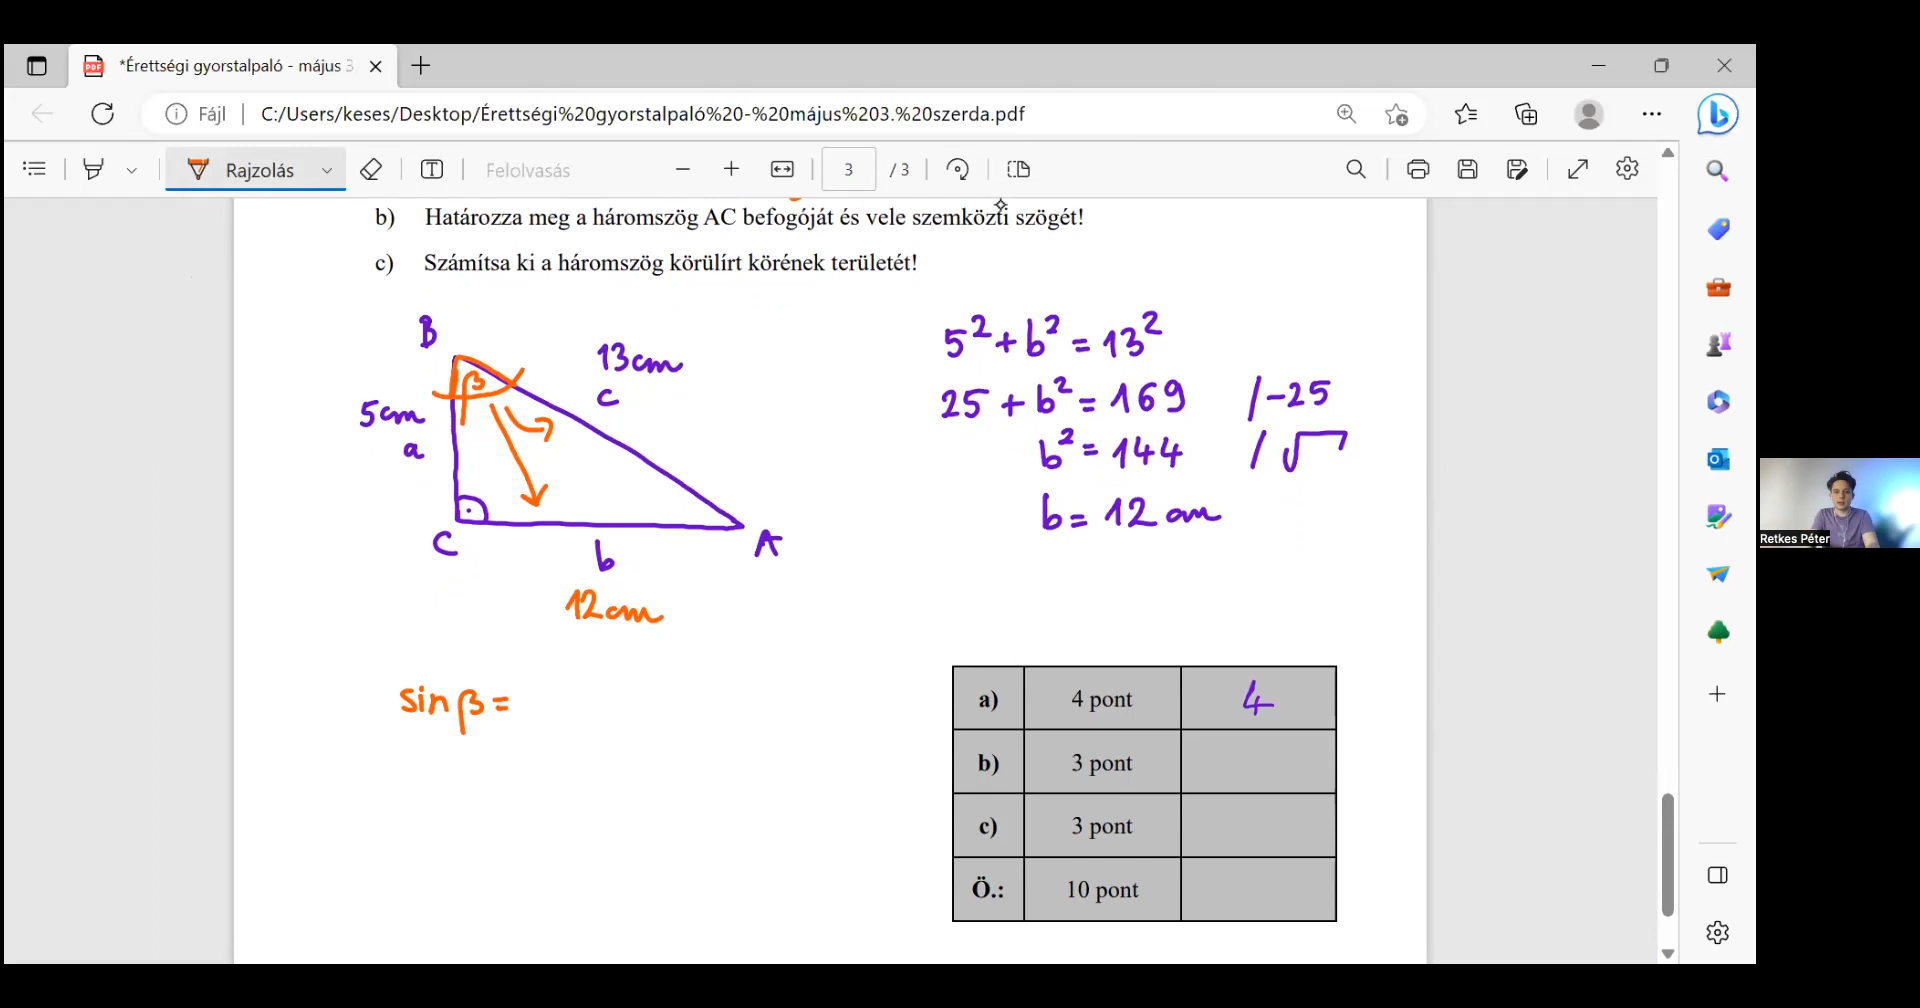 *Érettségi gyorstalpaló - május 3
Fájl
C:/Users/keses/Desktop/Érettségi%20gyorstalpaló%20-%20május%203.%20szerda.pdf
Rajzolás
Felolvasás
3 / 3
b) Határozza meg a háromszög AC befogóját és vele szemközti szögét!
c) Számítsa ki a háromszög körülírt körének területét!
B
β
13cm
c
5cm
a
C
b
A
12cm
5² + b² = 13²
25 + b² = 169 /-25
b² = 144 /√
b = 12 cm
sin β =
a) 4 pont 4
b) 3 pont
c) 3 pont
Ö.: 10 pont
Retkes Péter